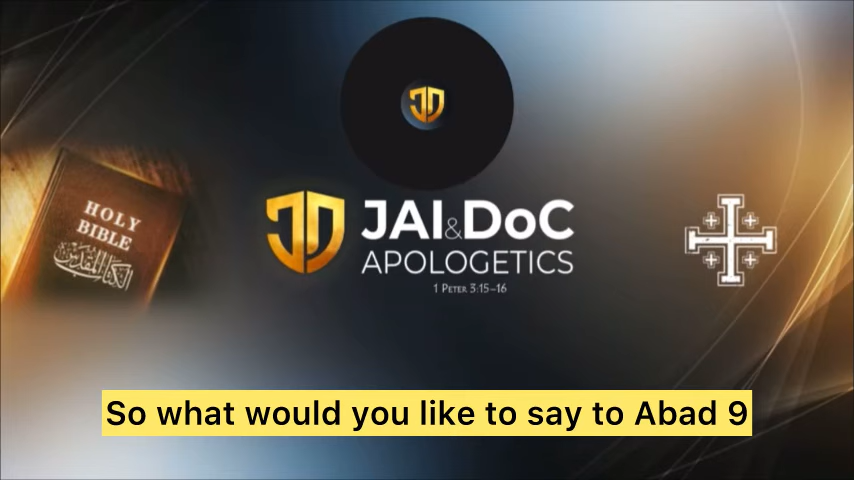 HOLY
BIBLE
الكتاب المقدس
JAI&DoC
APOLOGETICS
1 PETER 3:15-16
So what would you like to say to Abad 9